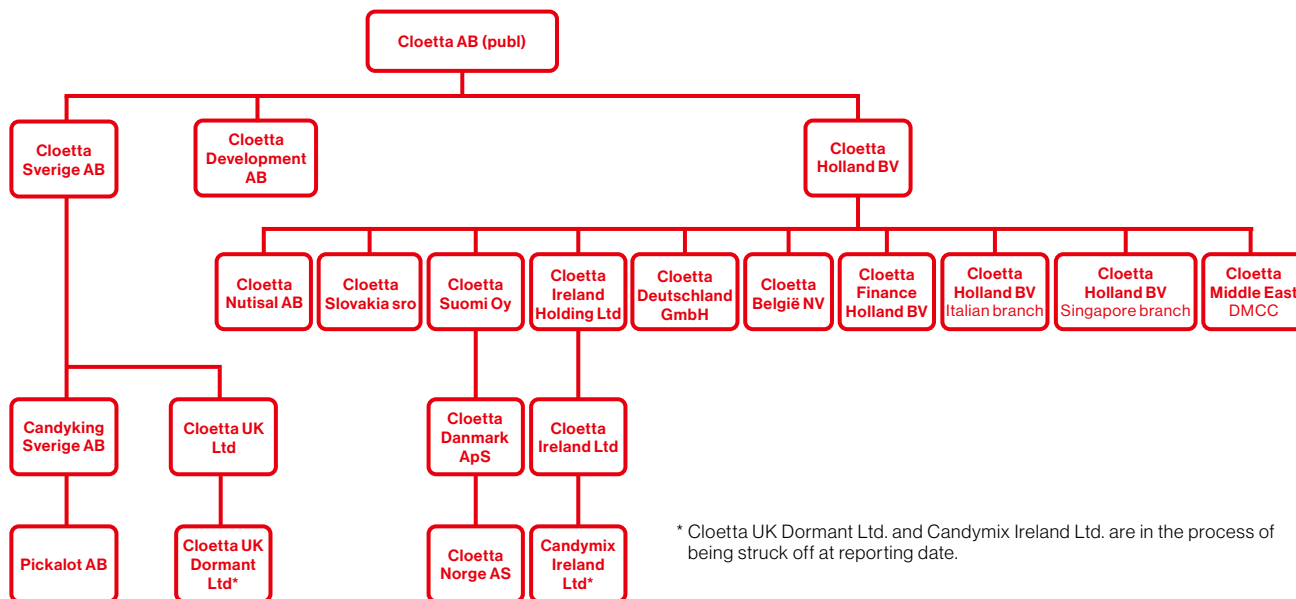 Cloetta AB (publ)
Cloetta
Sverige AB
Cloetta
Development
AB
Cloetta
Holland BV
Cloetta
Nutisal AB
Cloetta
Slovakia sro
Cloetta
Suomi Oy
Cloetta
Ireland
Holding Ltd
Cloetta
Deutschland
GmbH
Cloetta
België NV
Cloetta
Finance
Holland BV
Cloetta
Holland BV
Italian branch
Cloetta
Holland BV
Singapore branch
Cloetta
Middle East
DMCC
Candyking
Sverige AB
Cloetta UK
Ltd
Cloetta
Danmark
ApS
Cloetta
Ireland Ltd
Pickalot AB
Cloetta UK
Dormant
Ltd*
Cloetta
Norge AS
Candymix
Ireland
Ltd*
* Cloetta UK Dormant Ltd. and Candymix Ireland Ltd. are in the process of
being struck off at reporting date.